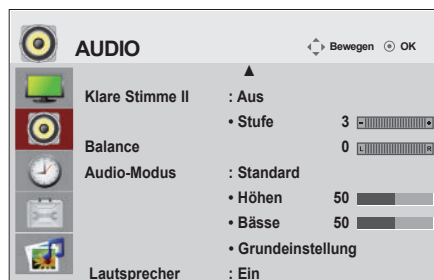 AUDIO Bewegen OK
Klare Stimme II : Aus
• Stufe 3
Balance 0 L R
Audio-Modus : Standard
• Höhen 50
• Bässe 50
• Grundeinstellung
Lautsprecher : Ein